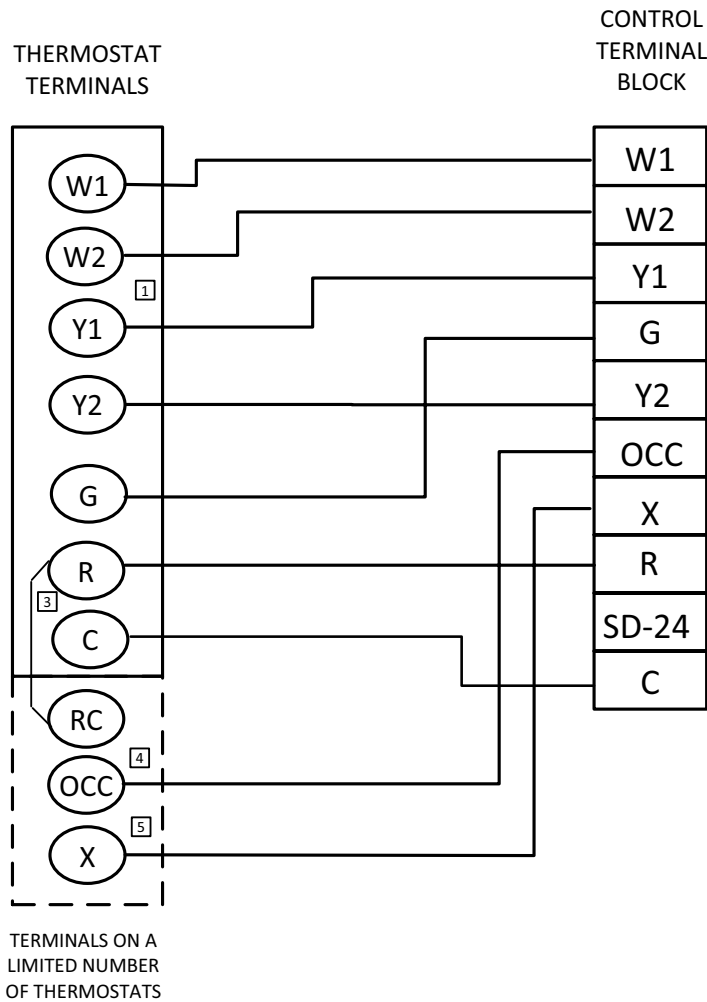 THERMOSTAT
TERMINALS
W1
W2
1
Y1
Y2
G
R
3
C
RC
4
OCC
5
X
TERMINALS ON A
LIMITED NUMBER
OF THERMOSTATS
CONTROL
TERMINAL
BLOCK
W1
W2
Y1
G
Y2
OCC
X
R
SD-24
C